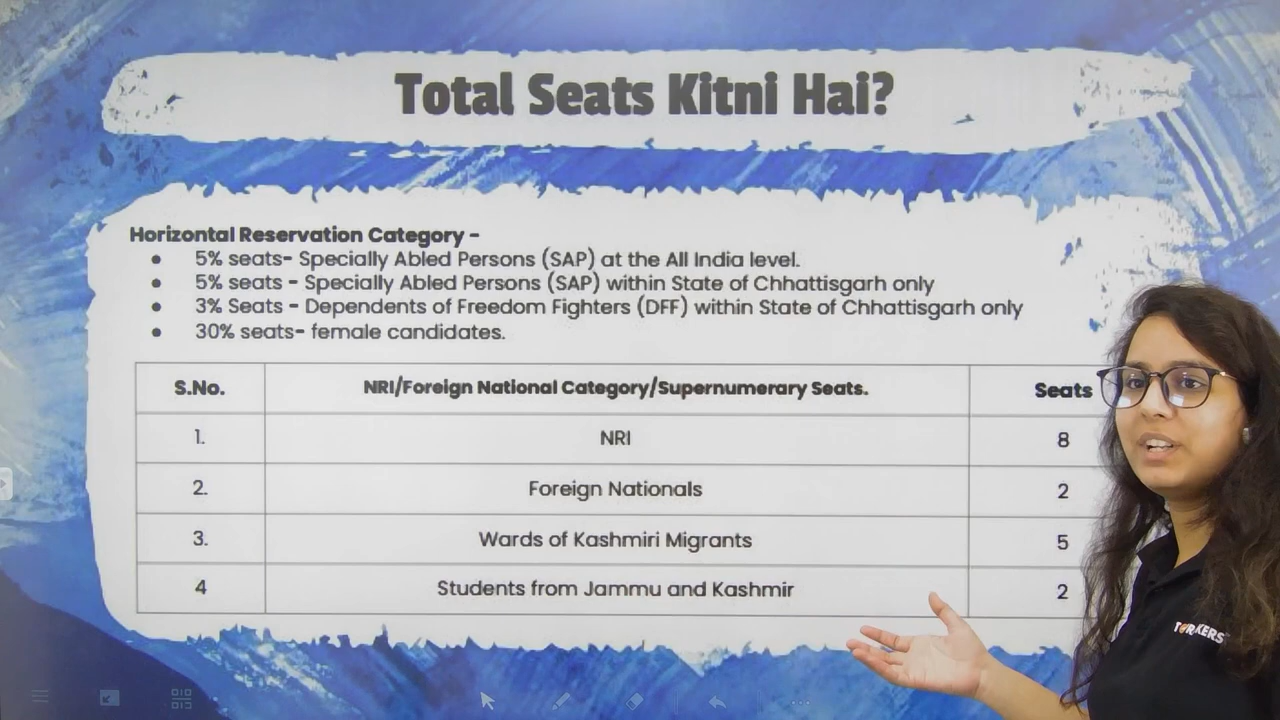 Total Seats Kitni Hai?
Horizontal Reservation Category -
• 5% seats- Specially Abled Persons (SAP) at the All India level.
• 5% seats - Specially Abled Persons (SAP) within State of Chhattisgarh only
• 3% Seats - Dependents of Freedom Fighters (DFF) within State of Chhattisgarh only
• 30% seats- female candidates.
S.No. NRI/Foreign National Category/Supernumerary Seats. Seats
1. NRI 8
2. Foreign Nationals 2
3. Wards of Kashmiri Migrants 5
4 Students from Jammu and Kashmir 2